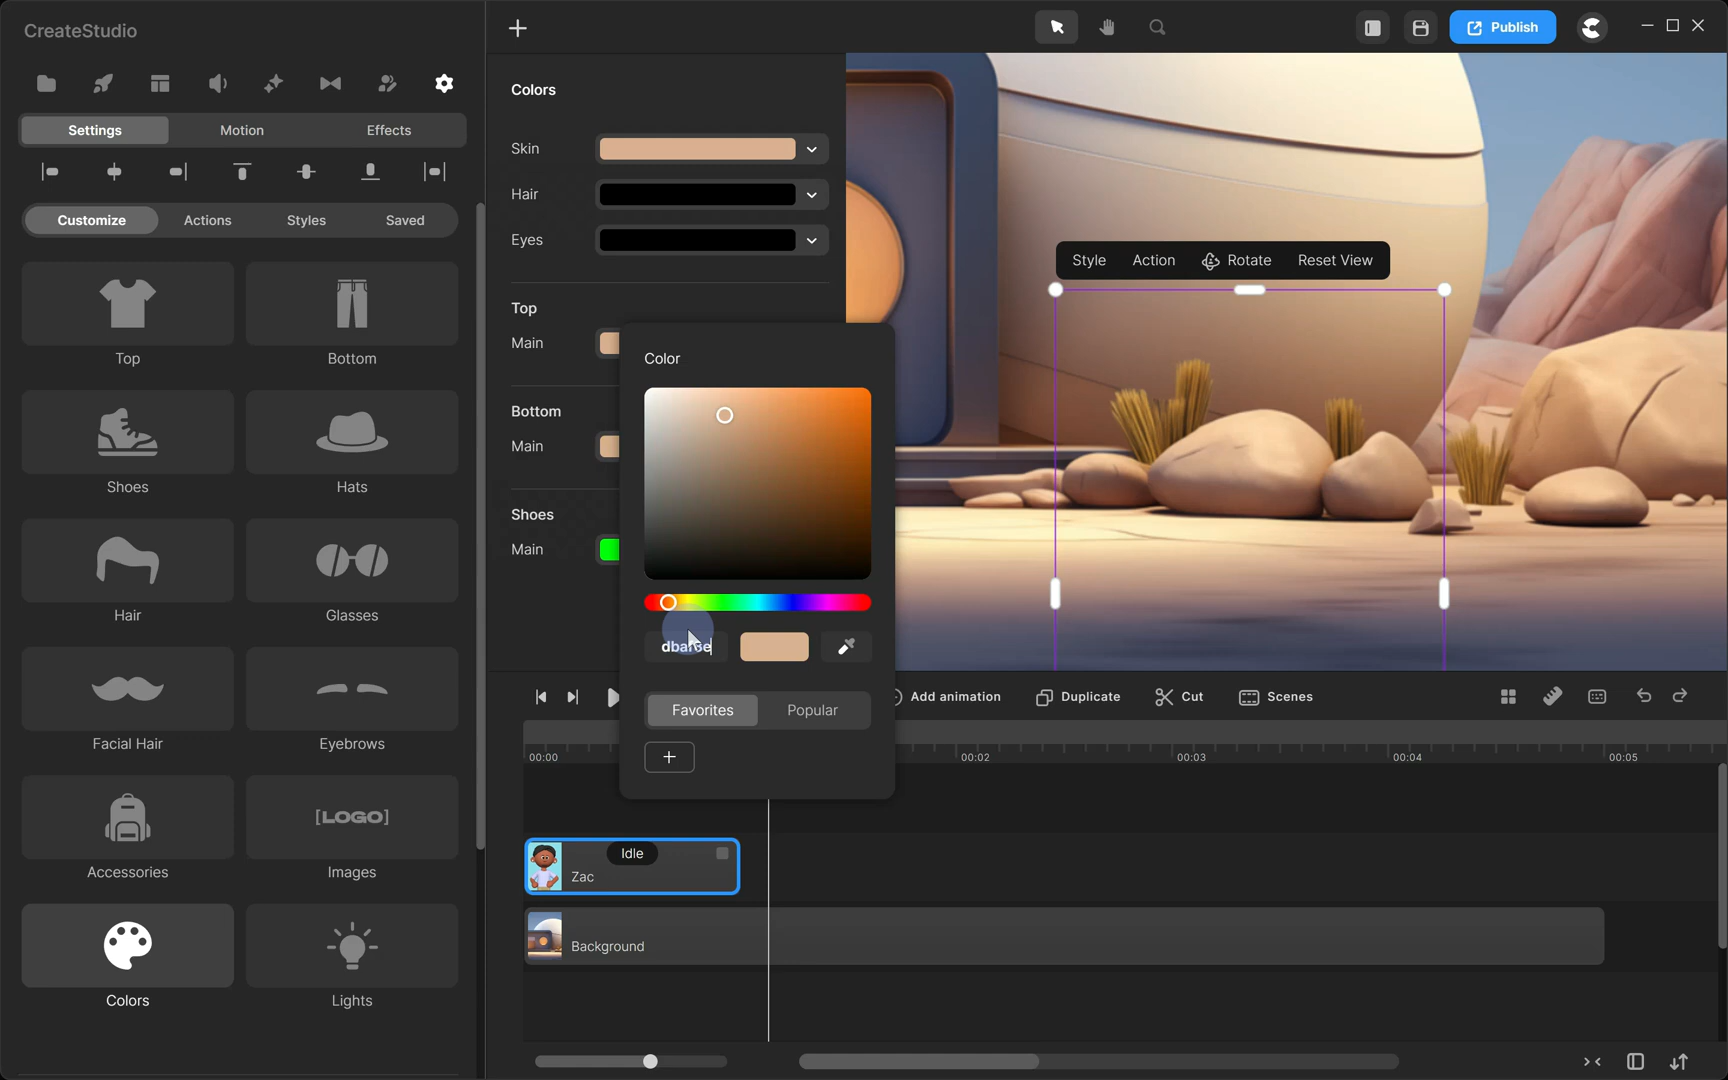 CreateStudio
Publish
Settings
Motion
Effects
Customize
Actions
Styles
Saved
Top
Bottom
Shoes
Hats
Hair
Glasses
Facial Hair
Eyebrows
Accessories
[LOGO]
Images
Colors
Lights
Colors
Skin
Hair
Eyes
Top
Main
Bottom
Main
Shoes
Main
Color
Favorites
Popular
Style
Action
Rotate
Reset View
Add animation
Duplicate
Cut
Scenes
00:00
00:02
00:03
00:04
00:05
Idle
Zac
Background